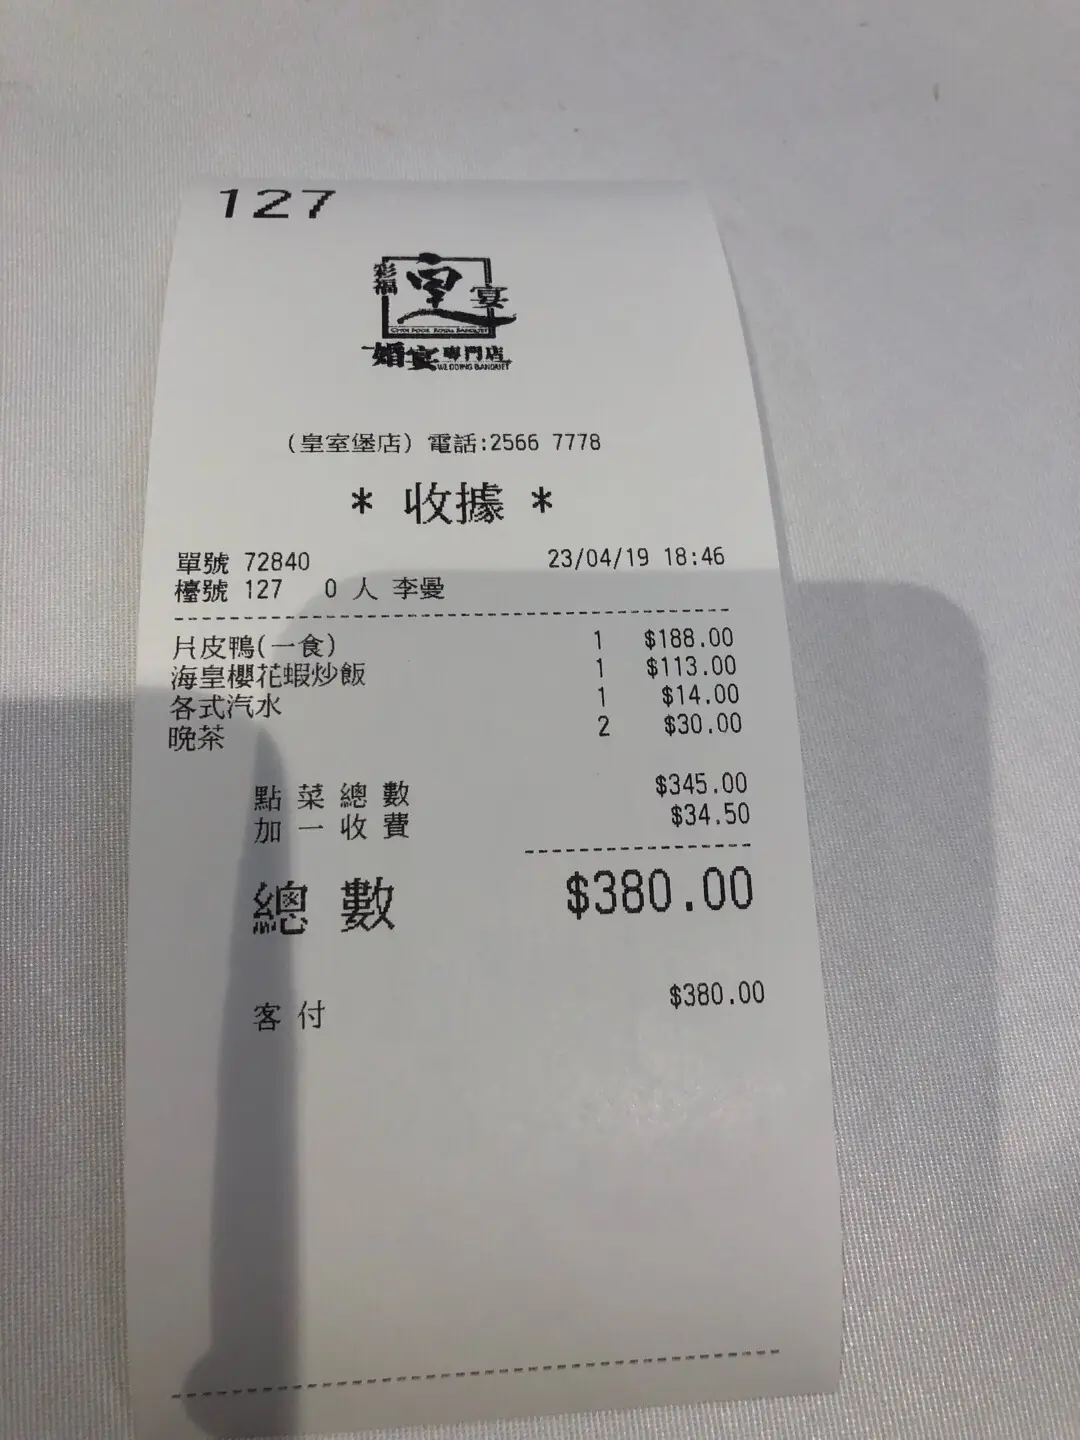 127
彩福 皇 宴
CHOI FOOK ROYAL BANQUET
婚宴專門店
WEDDING BANQUET
(皇室堡店) 電話:2566 7778
* 收據 *
單號 72840 23/04/19 18:46
檯號 127 0 人 李曼
片皮鴨(一食) 1 $188.00
海皇櫻花蝦炒飯 1 $113.00
各式汽水 1 $14.00
晚茶 2 $30.00
點菜總數 $345.00
加一收費 $34.50
總數 $380.00
客付 $380.00